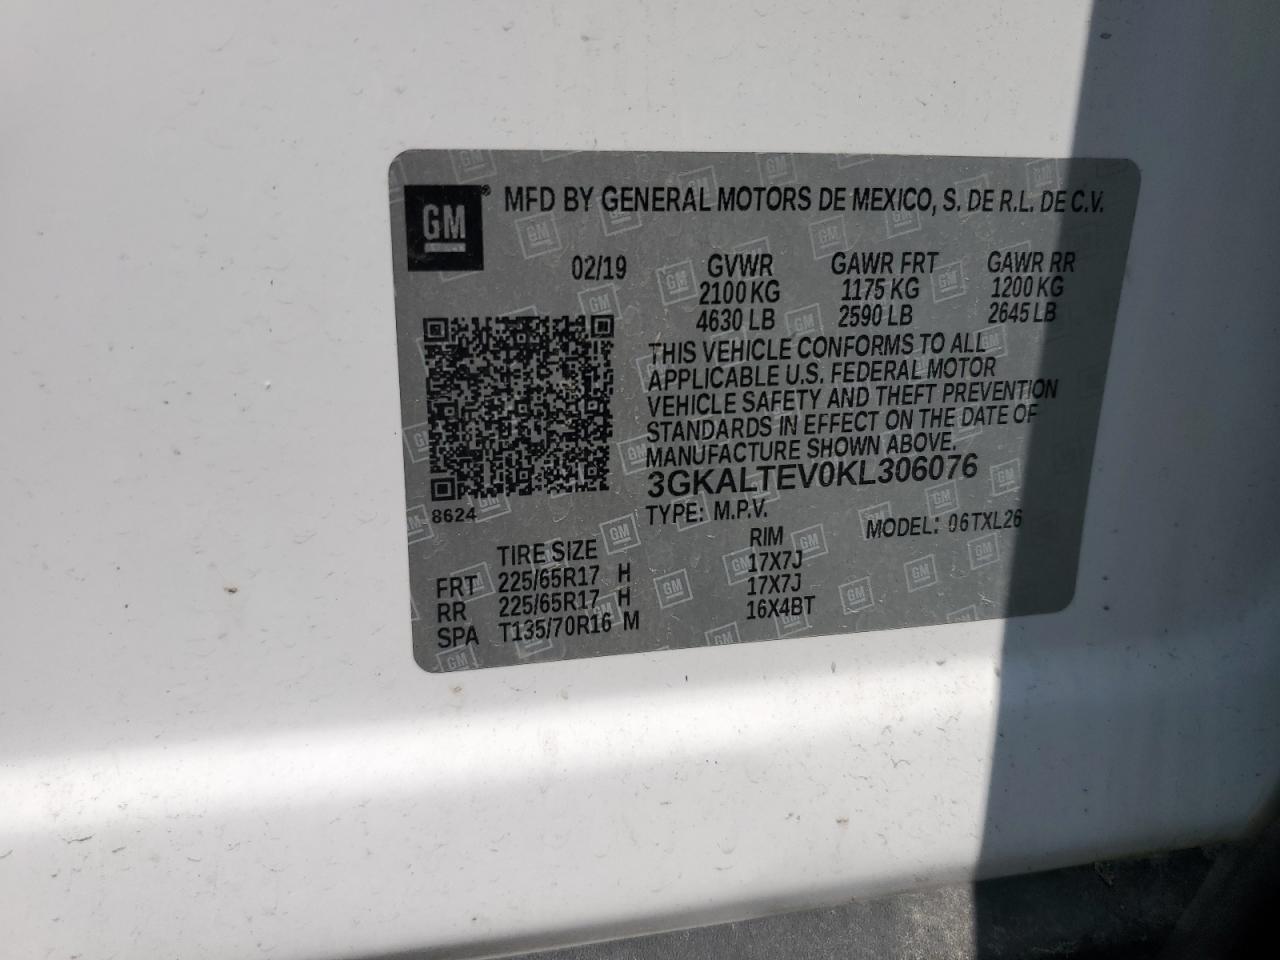 GM® MFD BY GENERAL MOTORS DE MEXICO, S. DE R.L. DE C.V.
02/19 GVWR GAWR FRT GAWR RR
2100 KG 1175 KG 1200 KG
4630 LB 2590 LB 2645 LB
THIS VEHICLE CONFORMS TO ALL
APPLICABLE U.S. FEDERAL MOTOR
VEHICLE SAFETY AND THEFT PREVENTION
STANDARDS IN EFFECT ON THE DATE OF
MANUFACTURE SHOWN ABOVE.
3GKALTEV0KL306076
8624 TYPE: M.P.V. MODEL: 06TXL26
TIRE SIZE RIM
FRT 225/65R17 H 17X7J
RR 225/65R17 H 17X7J
SPA T135/70R16 M 16X4BT